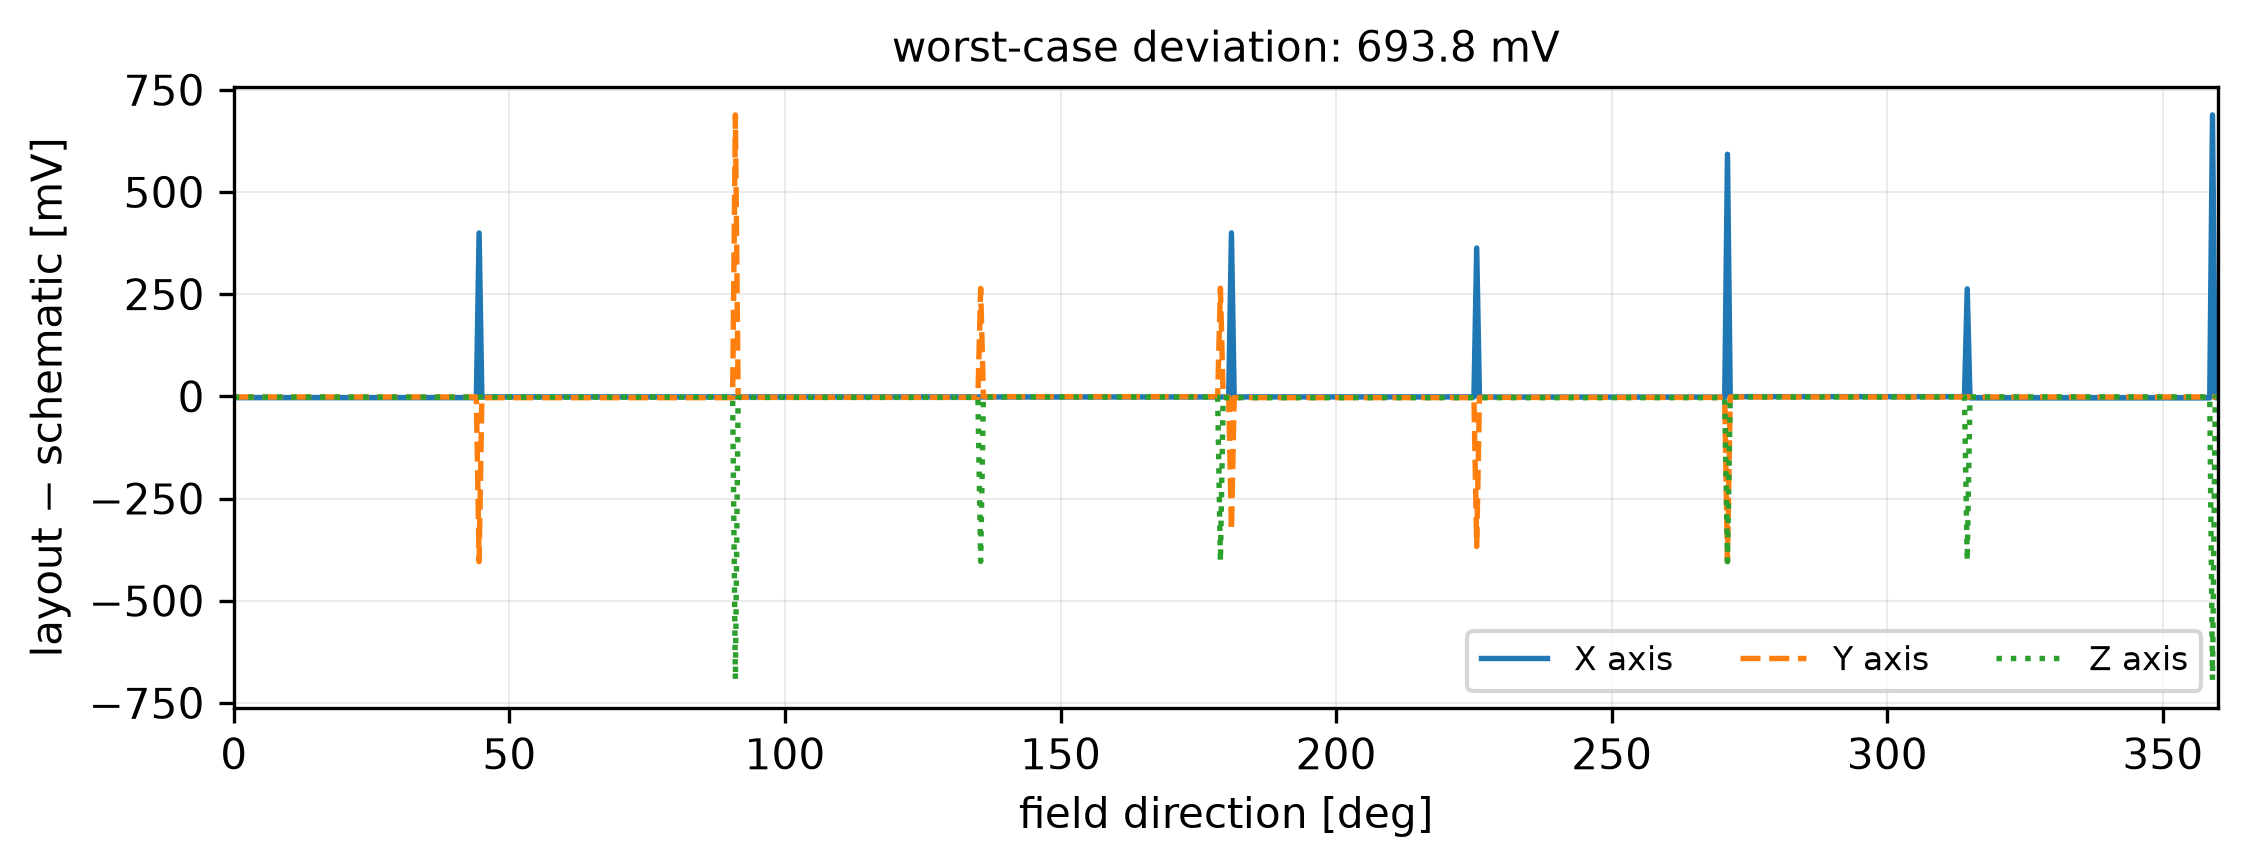 worst-case deviation: 693.8 mV
layout − schematic [mV]
750
500
250
0
−250
−500
−750
X axis Y axis Z axis
0 50 100 150 200 250 300 350
field direction [deg]